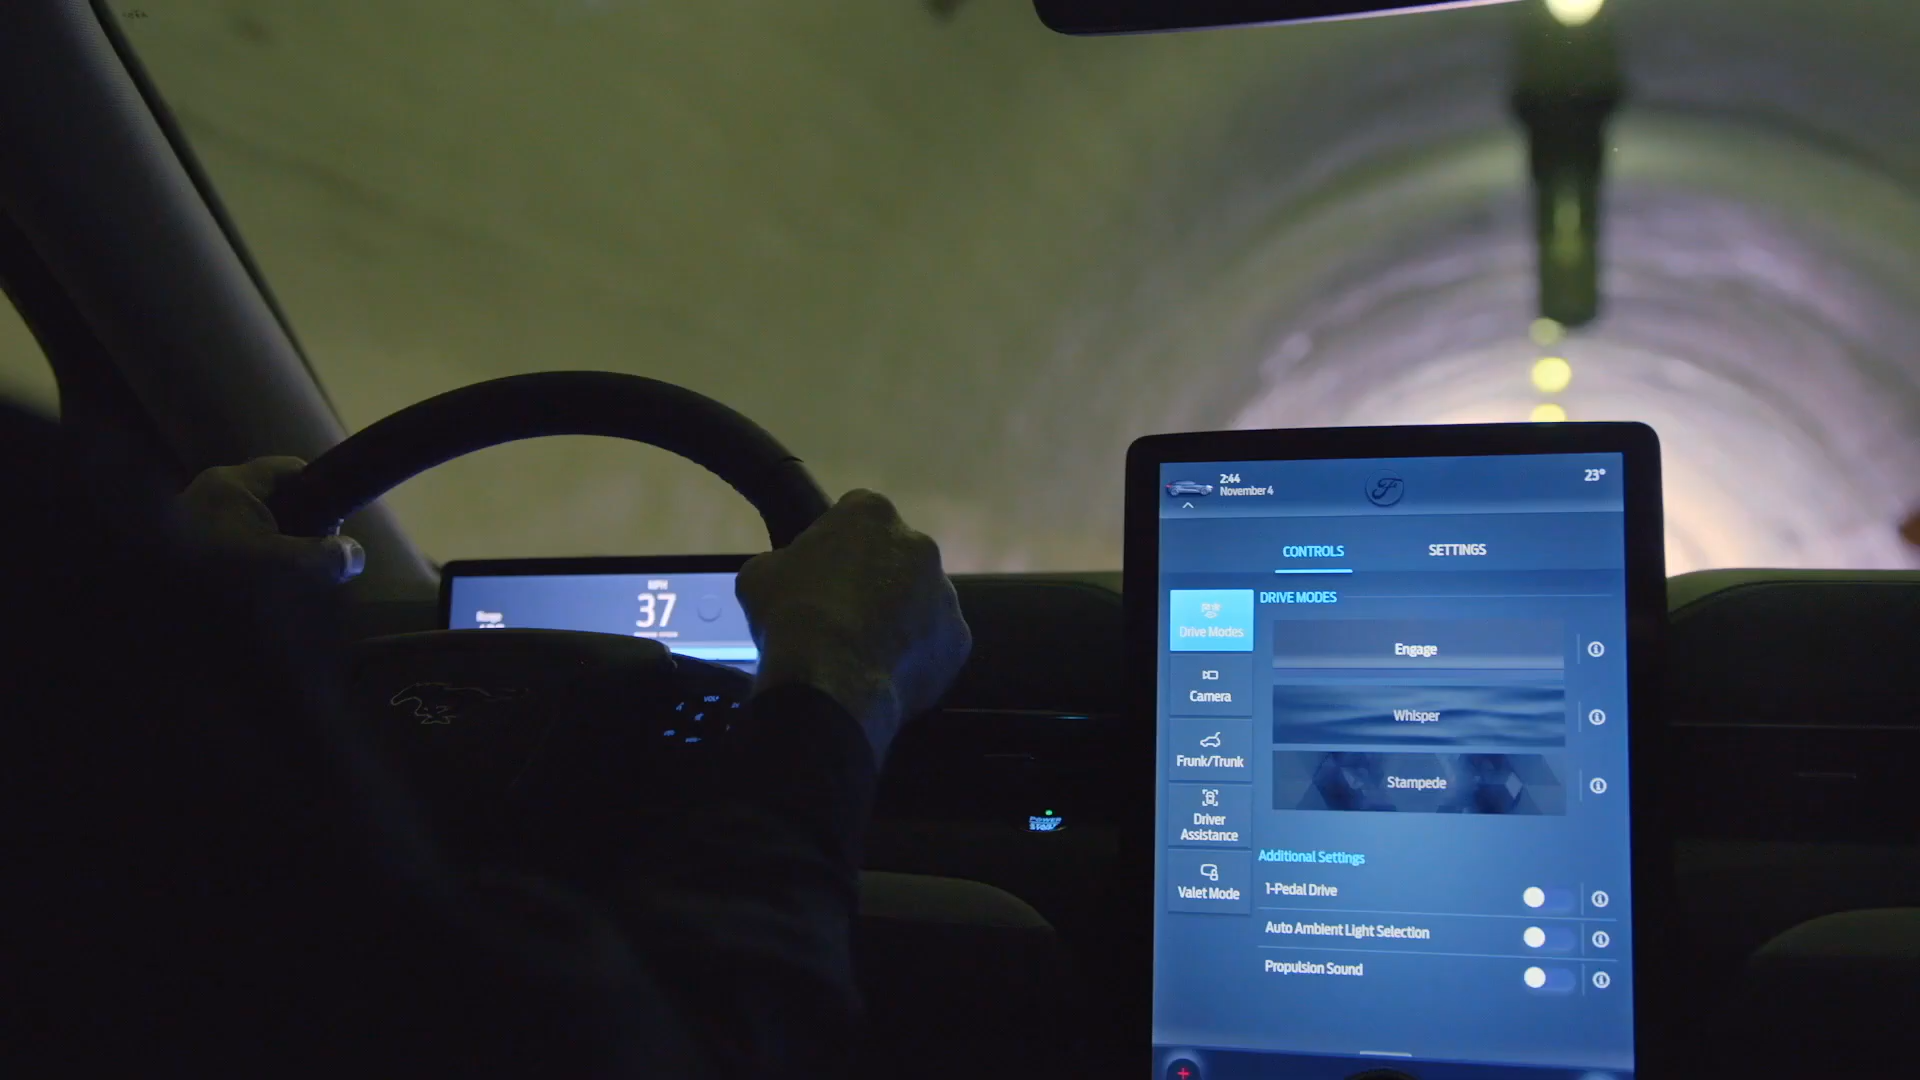 2:44
November 4
23°
CONTROLS
SETTINGS
DRIVE MODES
Drive Modes
Engage
Camera
Whisper
Frunk/Trunk
Stampede
Driver
Assistance
Additional Settings
Valet Mode
1-Pedal Drive
Auto Ambient Light Selection
Propulsion Sound
MPH
37
Range